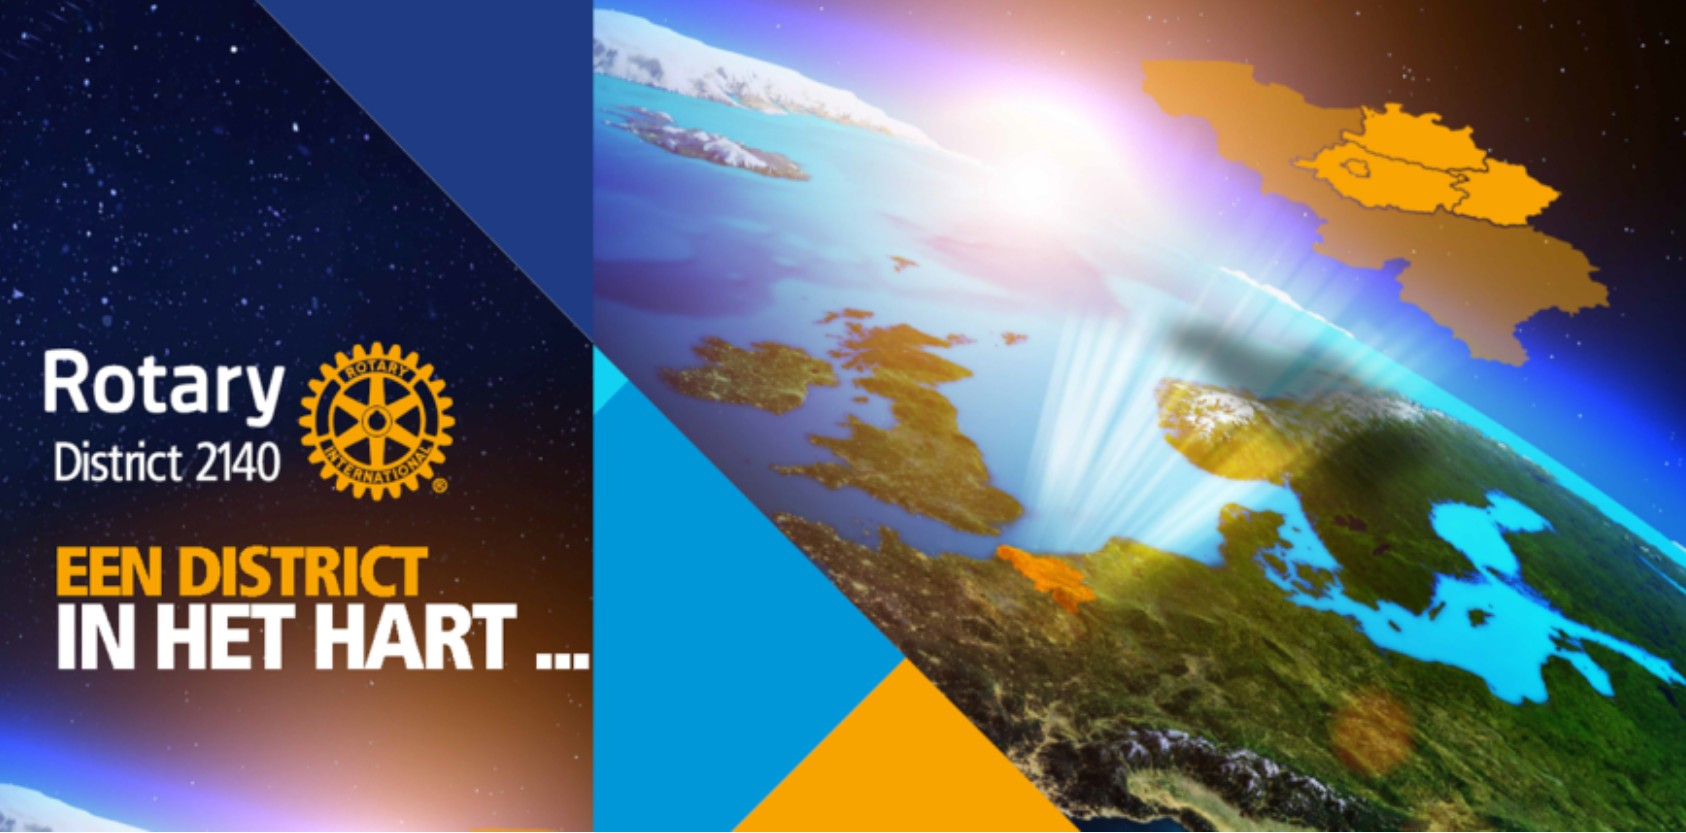 Rotary
District 2140
ROTARY
INTERNATIONAL
®
EEN DISTRICT
IN HET HART ...